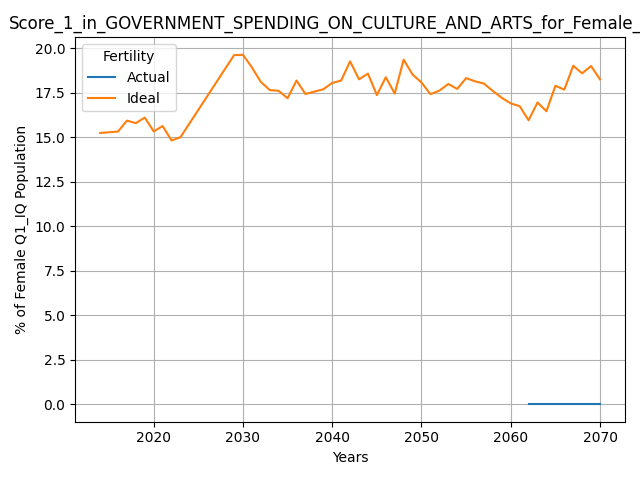 Score_1_in_GOVERNMENT_SPENDING_ON_CULTURE_AND_ARTS_for_Female_
Fertility
Actual
Ideal
20.0
17.5
15.0
12.5
10.0
7.5
5.0
2.5
0.0
% of Female Q1_IQ Population
2020 2030 2040 2050 2060 2070
Years